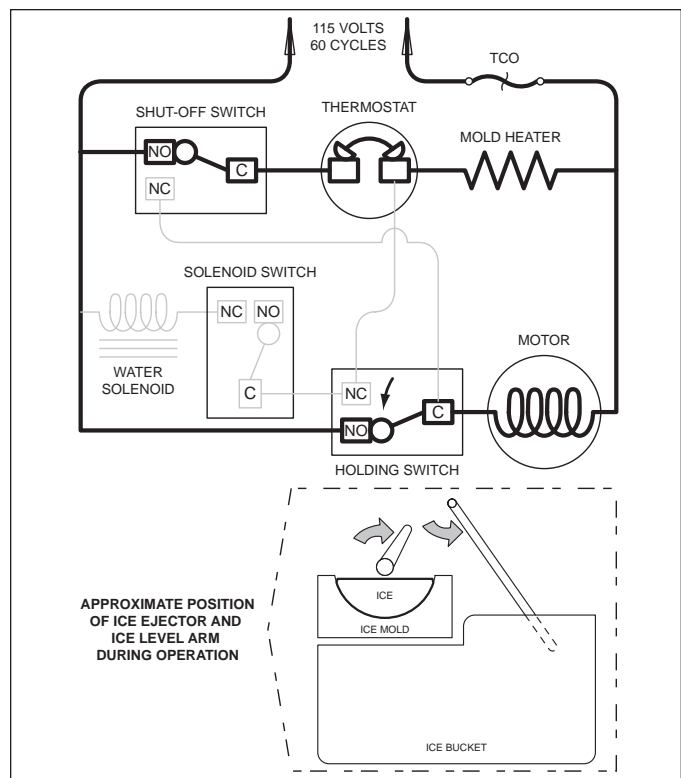 115 VOLTS
60 CYCLES
TCO
SHUT-OFF SWITCH
THERMOSTAT
MOLD HEATER
NO
C
NC
SOLENOID SWITCH
NC
NO
MOTOR
WATER
SOLENOID
C
NC
C
NO
HOLDING SWITCH
APPROXIMATE POSITION
OF ICE EJECTOR AND
ICE LEVEL ARM
DURING OPERATION
ICE
ICE MOLD
ICE BUCKET